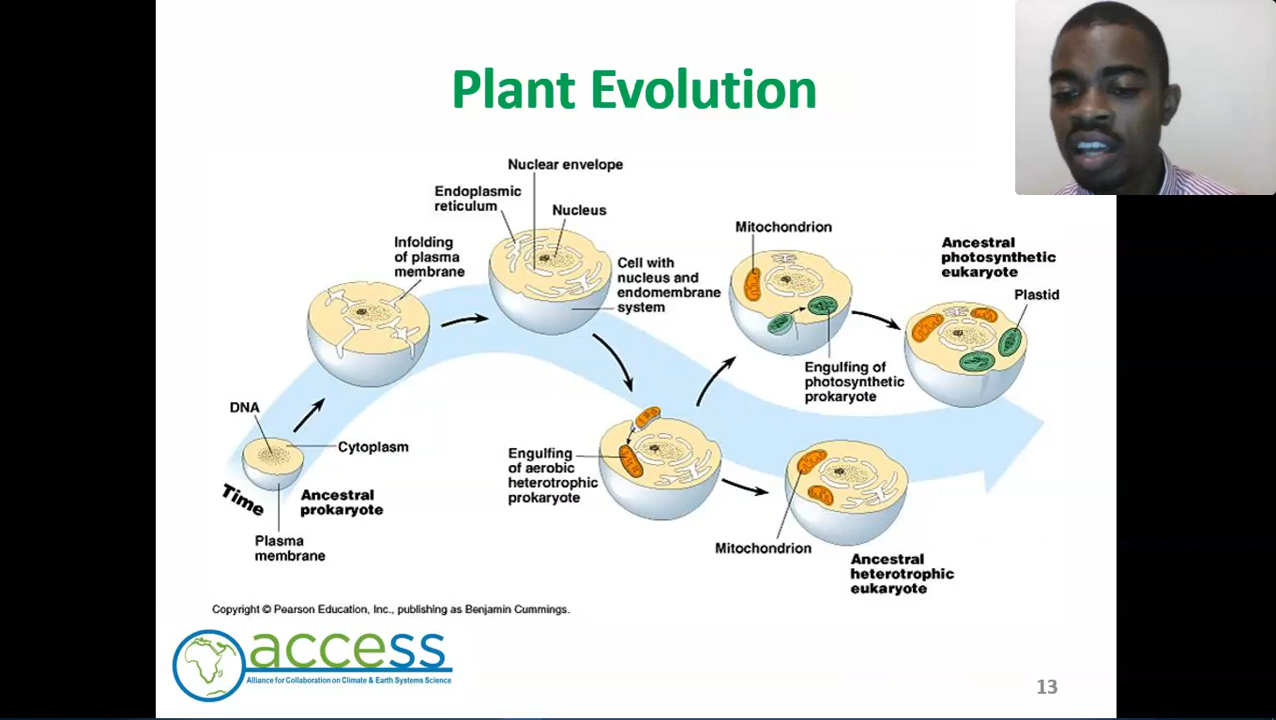 Plant Evolution
Nuclear envelope
Endoplasmic
reticulum
Nucleus
Infolding
of plasma
membrane
Cell with
nucleus and
endomembrane
system
Mitochondrion
Ancestral
photosynthetic
eukaryote
Plastid
Engulfing of
photosynthetic
prokaryote
DNA
Cytoplasm
Time
Ancestral
prokaryote
Plasma
membrane
Engulfing
of aerobic
heterotrophic
prokaryote
Mitochondrion
Ancestral
heterotrophic
eukaryote
Copyright © Pearson Education, Inc., publishing as Benjamin Cummings.
access
Alliance for Collaboration on Climate & Earth Systems Science
13